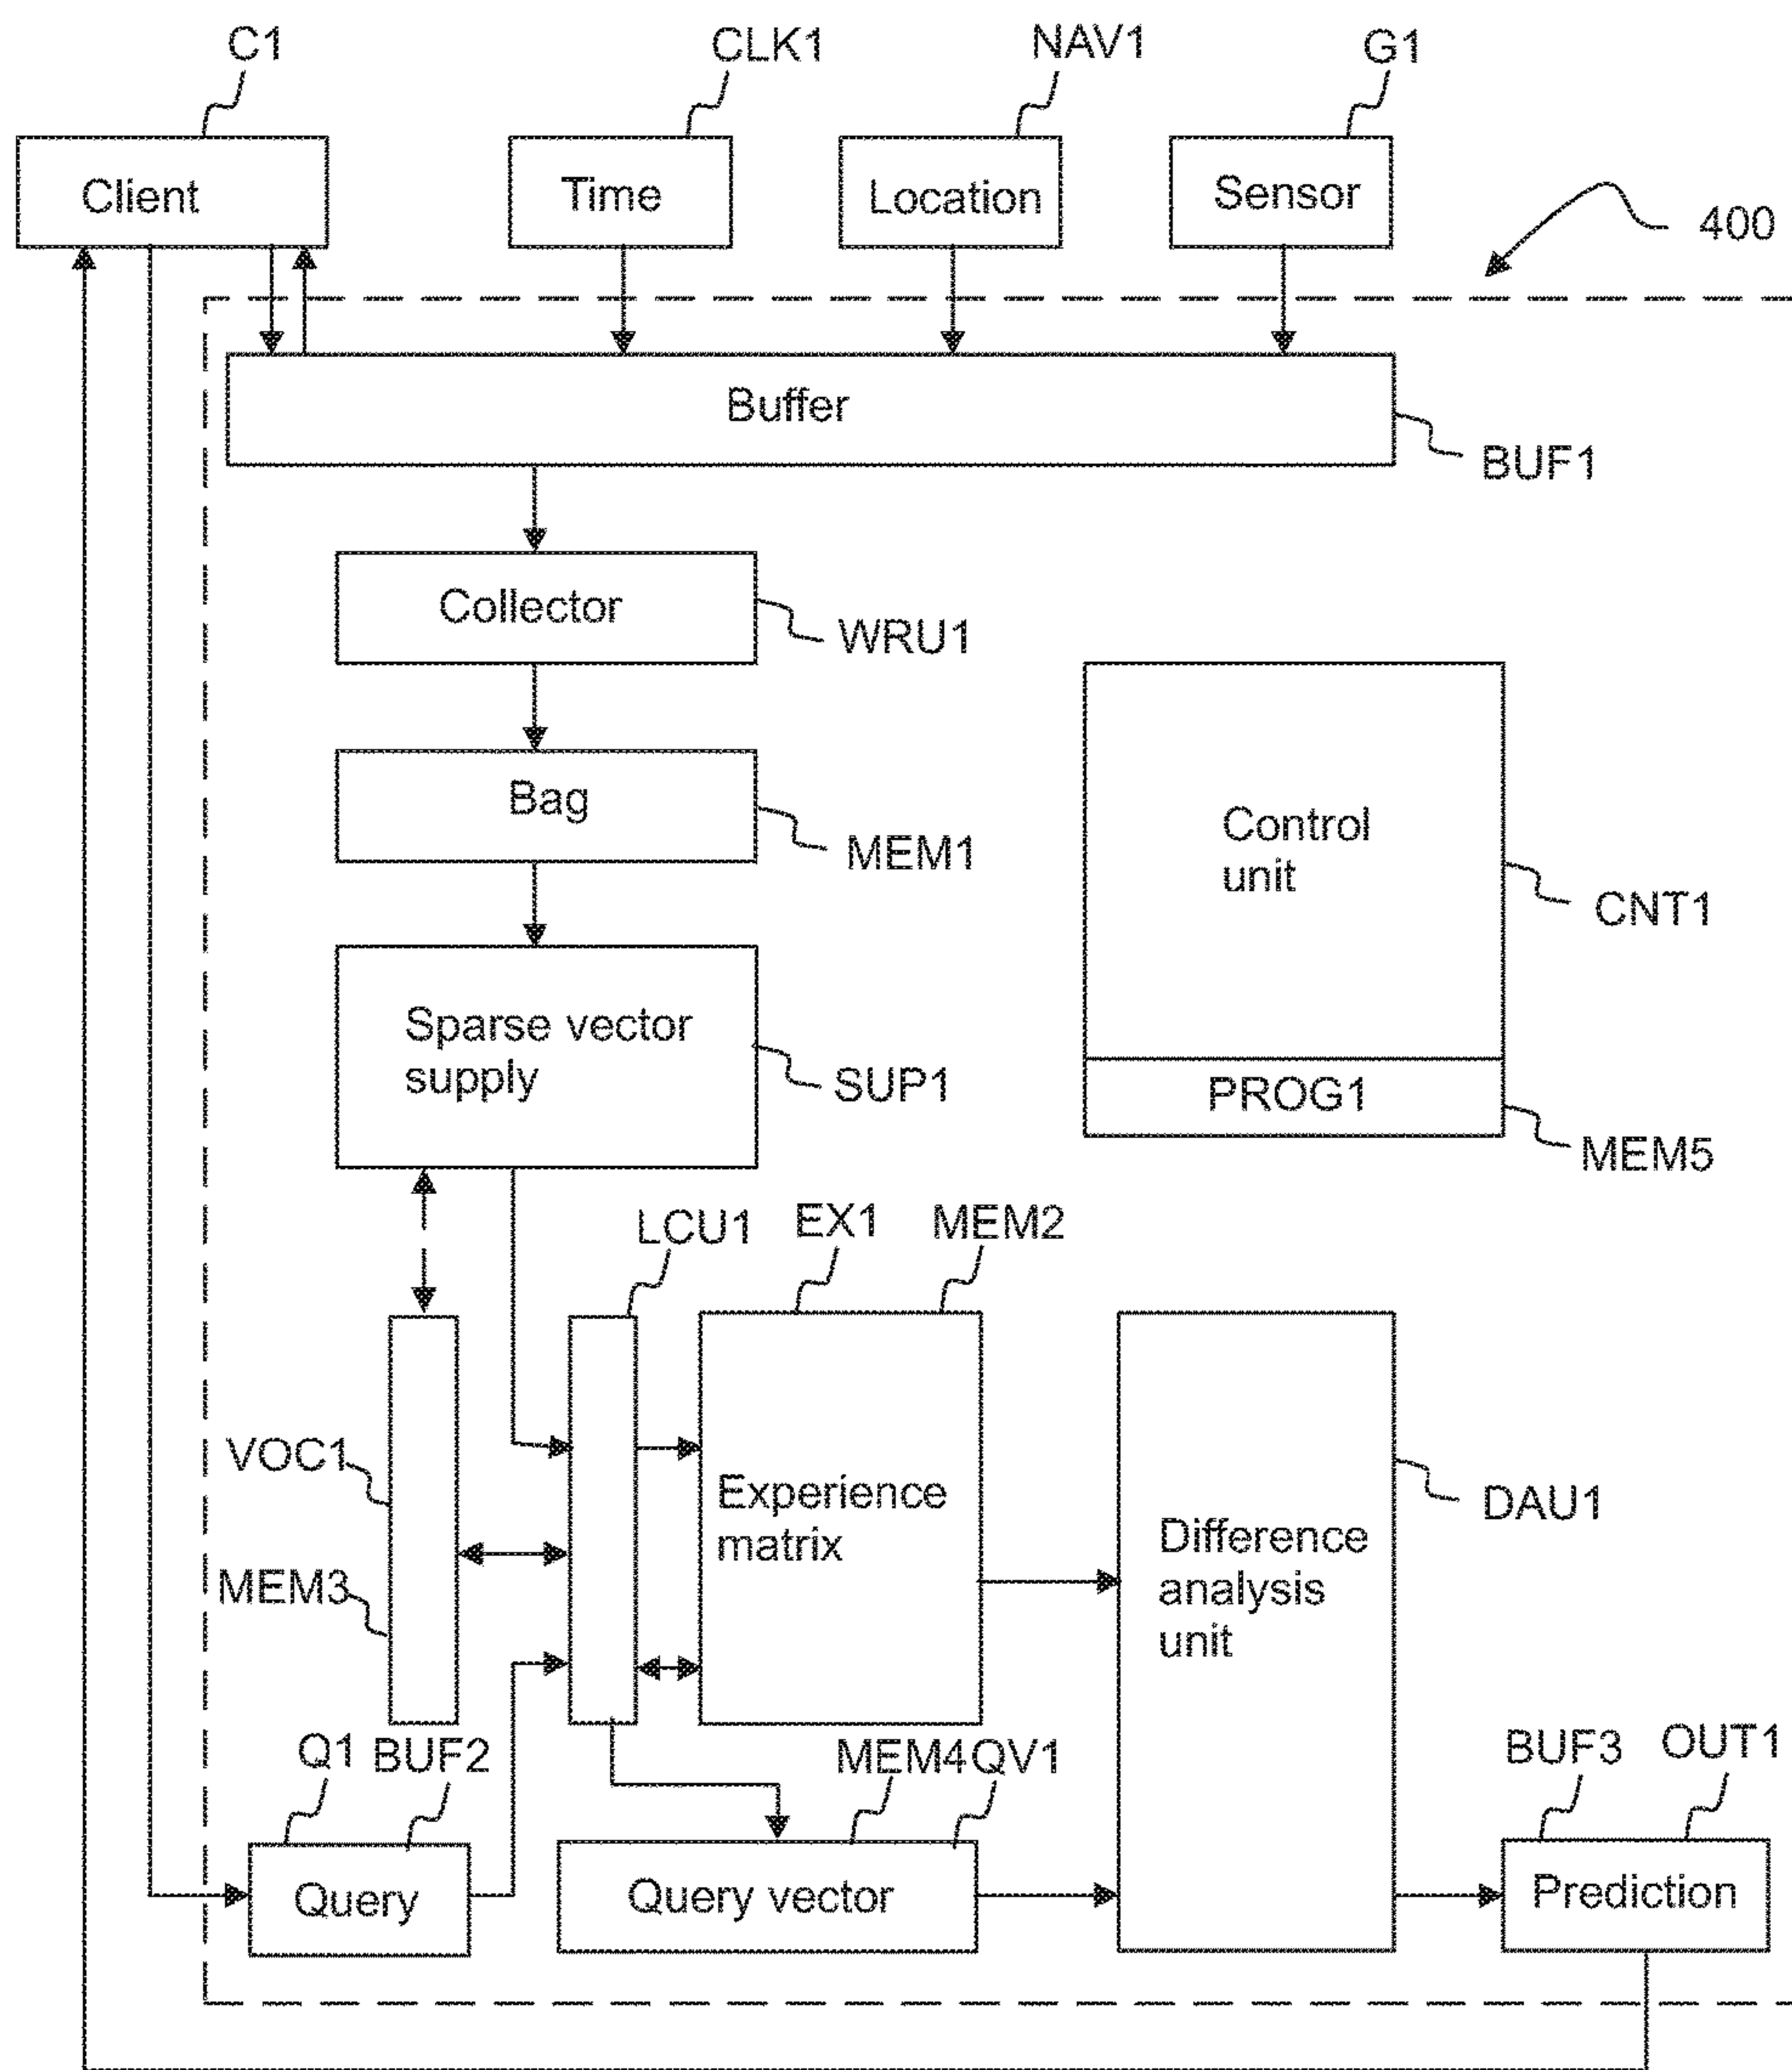 C1
CLK1
NAV1
G1
Client
Time
Location
Sensor
400
Buffer
BUF1
Collector
WRU1
Bag
MEM1
Control
unit
CNT1
Sparse vector
supply
SUP1
PROG1
MEM5
LCU1
EX1
MEM2
VOC1
MEM3
Experience
matrix
DAU1
Difference
analysis
unit
Q1
BUF2
MEM4
QV1
BUF3
OUT1
Query
Query vector
Prediction